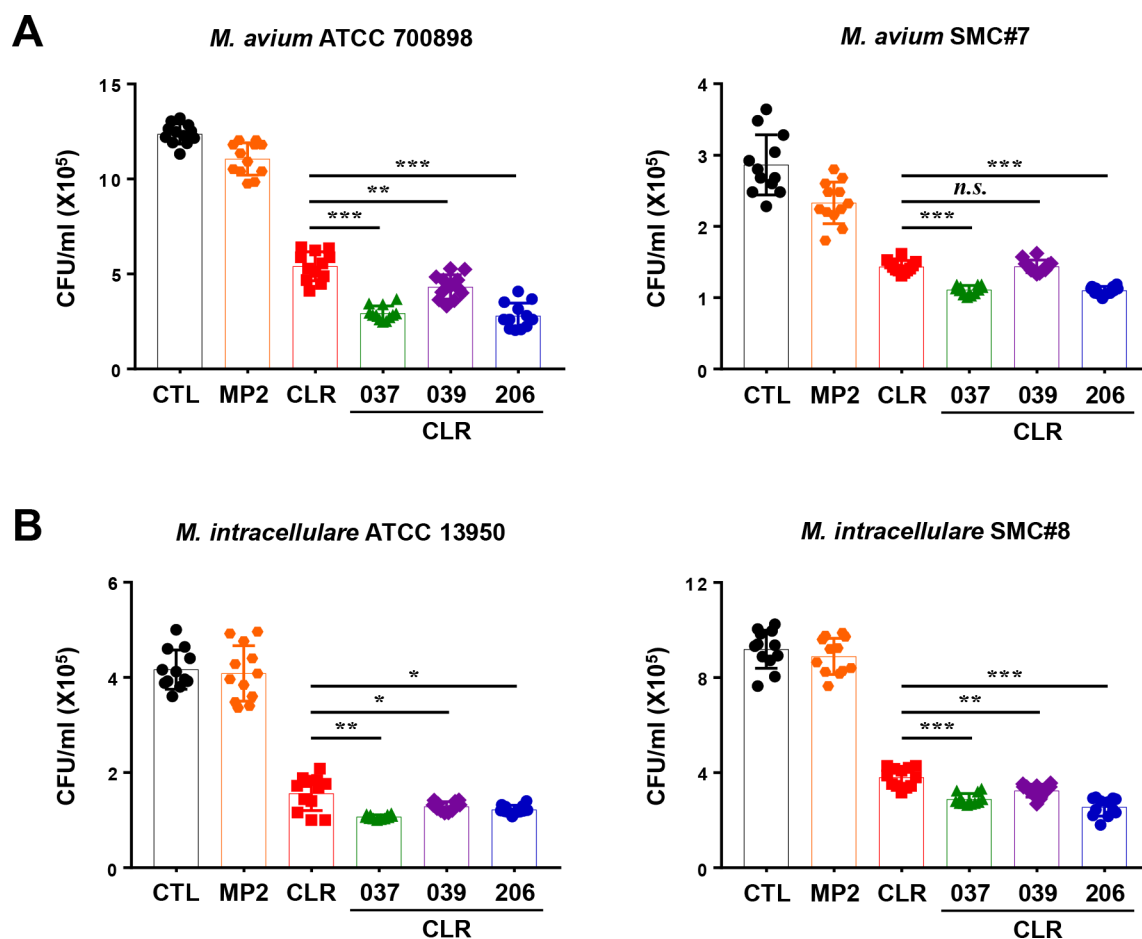 A
M. avium ATCC 700898
CFU/ml (X10⁵)
15
10
5
0
***
**
***
CTL MP2 CLR 037 039 206
CLR
M. avium SMC#7
CFU/ml (X10⁵)
4
3
2
1
0
***
n.s.
***
CTL MP2 CLR 037 039 206
CLR
B
M. intracellulare ATCC 13950
CFU/ml (X10⁵)
6
4
2
0
*
*
**
CTL MP2 CLR 037 039 206
CLR
M. intracellulare SMC#8
CFU/ml (X10⁵)
12
8
4
0
***
**
***
CTL MP2 CLR 037 039 206
CLR